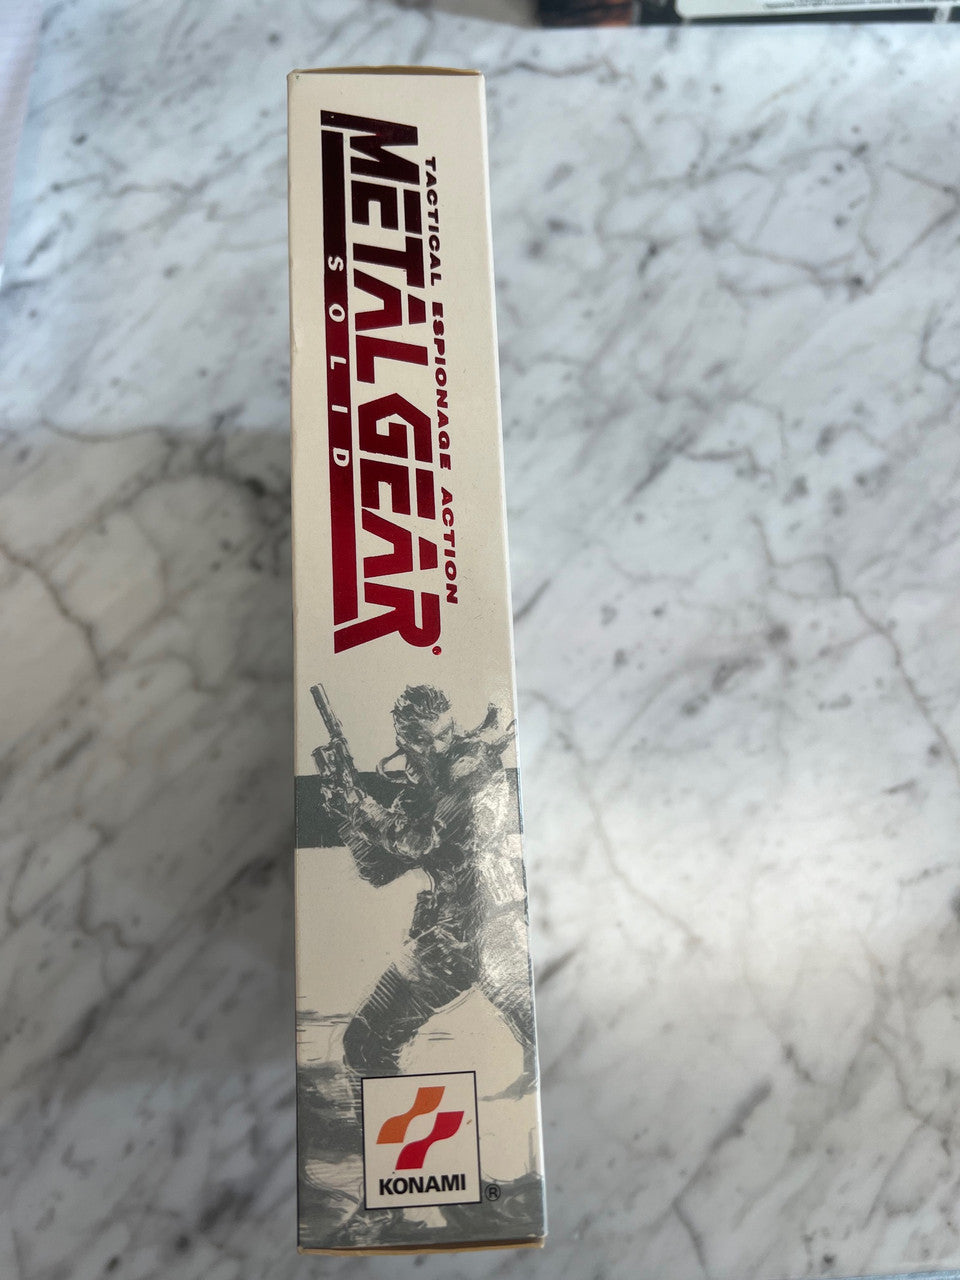 TACTICAL ESPIONAGE ACTION
METAL GEAR
SOLID
KONAMI
®